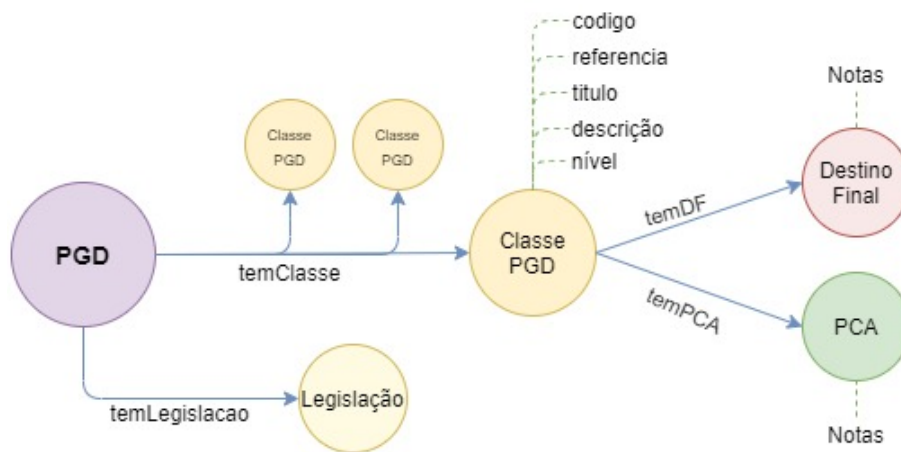 codigo
referencia
titulo
descrição
nível
Notas
Classe
PGD
Classe
PGD
Destino
Final
temDF
PGD
Classe
PGD
temClasse
temPCA
PCA
Legislação
temLegislacao
Notas